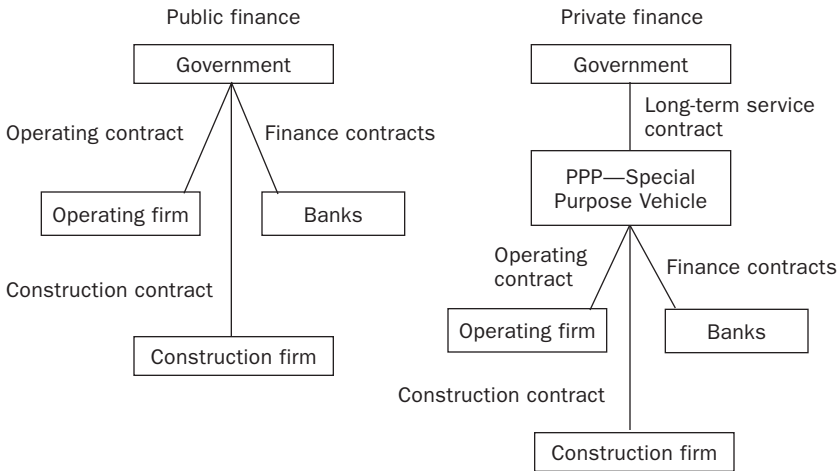 Public finance
Government
Operating contract
Finance contracts
Operating firm
Banks
Construction contract
Construction firm
Private finance
Government
Long-term service
contract
PPP—Special
Purpose Vehicle
Operating
contract
Finance contracts
Operating firm
Banks
Construction contract
Construction firm